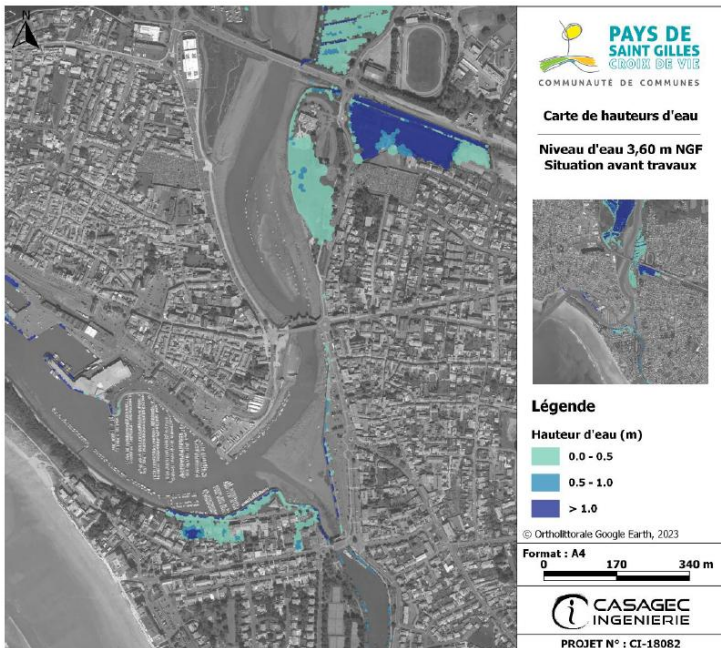 N
PAYS DE
SAINT GILLES
CROIX DE VIE
COMMUNAUTÉ DE COMMUNES
Carte de hauteurs d'eau
Niveau d'eau 3,60 m NGF
Situation avant travaux
Légende
Hauteur d'eau (m)
0.0 - 0.5
0.5 - 1.0
> 1.0
© Ortholittorale Google Earth, 2023
Format : A4
0 170 340 m
CASAGEC
INGENIERIE
PROJET N° : CI-18082